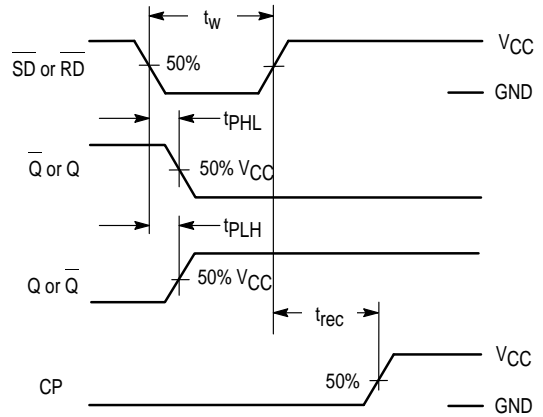 tw
VCC
SD or RD
50%
GND
tPHL
Q or Q
50% VCC
tPLH
Q or Q
50% VCC
trec
VCC
50%
CP
GND